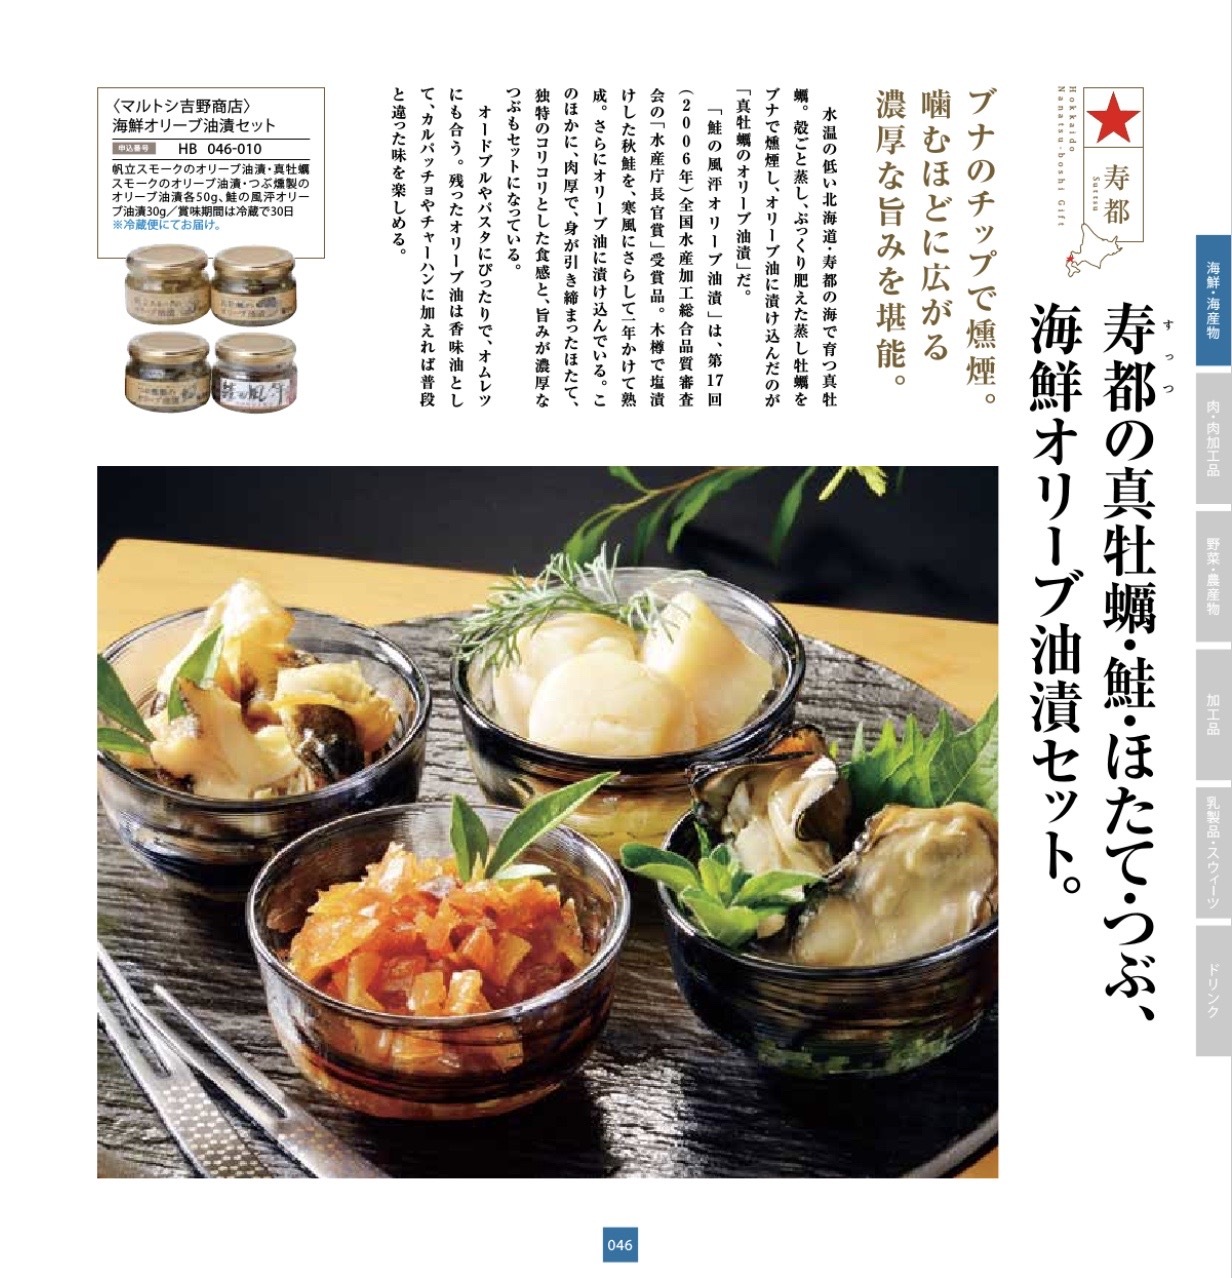 寿都の真牡蠣・鮭・ほたて・つぶ、
すっつ
海鮮オリーブ油漬セット。
Hokkaido
Nanatsu-boshi Gift
寿都
Suttsu
ブナのチップで燻煙。
噛むほどに広がる
濃厚な旨みを堪能。
水温の低い北海道・寿都の海で育つ真牡
蠣。殻ごと蒸し、ぷっくり肥えた蒸し牡蠣を
ブナで燻煙し、オリーブ油に漬け込んだのが
「真牡蠣のオリーブ油漬」だ。
「鮭の風泙オリーブ油漬」は、第17回
(2006年)全国水産加工総合品質審査
会の「水産庁長官賞」受賞品。木樽で塩漬
けした秋鮭を、寒風にさらして一年かけて熟
成。さらにオリーブ油に漬け込んでいる。こ
のほかに、肉厚で、身が引き締まったほたて、
独特のコリコリとした食感と、旨みが濃厚な
つぶもセットになっている。
オードブルやパスタにぴったりで、オムレツ
にも合う。残ったオリーブ油は香味油とし
て、カルパッチョやチャーハンに加えれば普段
と違った味を楽しめる。
〈マルトシ吉野商店〉
海鮮オリーブ油漬セット
申込番号 HB 046-010
帆立スモークのオリーブ油漬・真牡蠣
スモークのオリーブ油漬・つぶ燻製の
オリーブ油漬各50g、鮭の風泙オリー
ブ油漬30g／賞味期間は冷蔵で30日
※冷蔵便にてお届け。
鮭の風泙
海鮮・海産物
肉・肉加工品
野菜・農産物
加工品
乳製品・スウィーツ
ドリンク
046